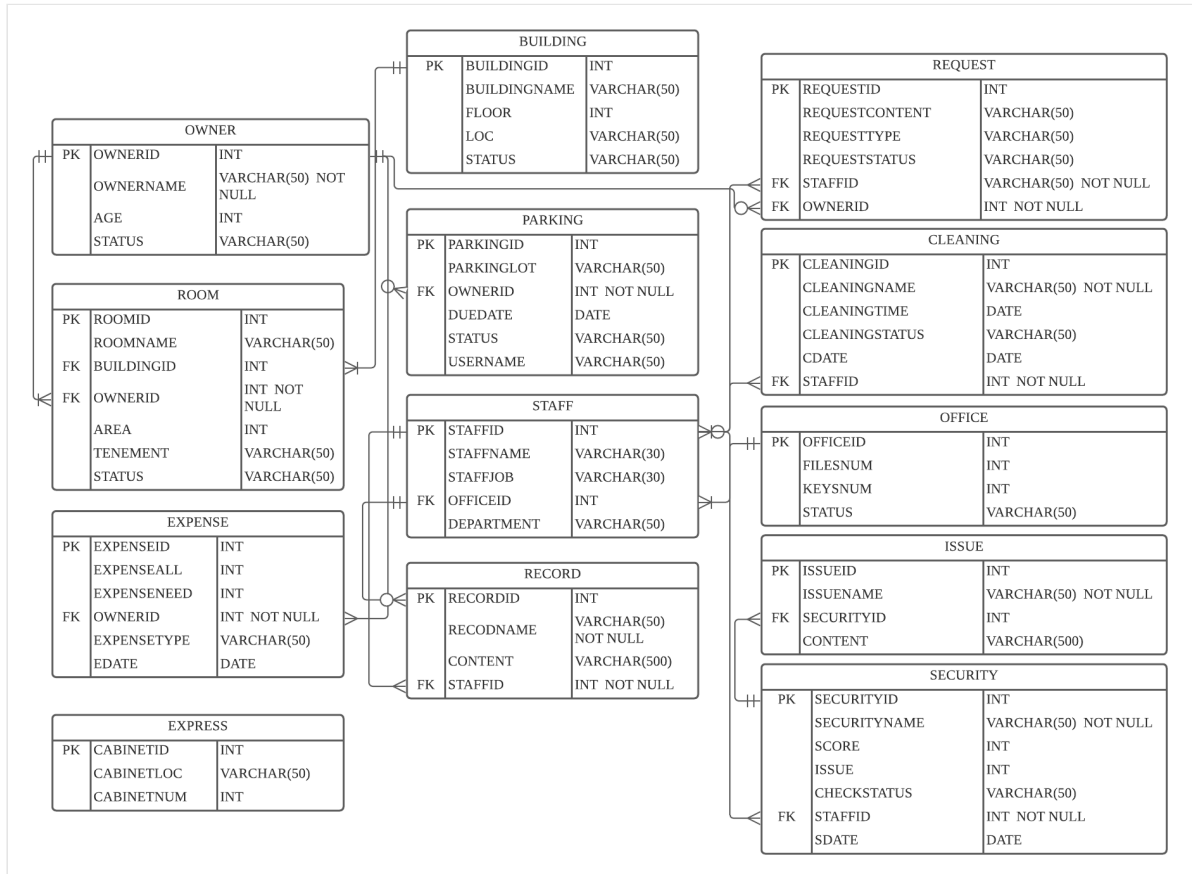 BUILDING
PK BUILDINGID INT
BUILDINGNAME VARCHAR(50)
FLOOR INT
LOC VARCHAR(50)
STATUS VARCHAR(50)
REQUEST
PK REQUESTID INT
REQUESTCONTENT VARCHAR(50)
REQUESTTYPE VARCHAR(50)
REQUESTSTATUS VARCHAR(50)
FK STAFFID VARCHAR(50) NOT NULL
FK OWNERID INT NOT NULL
OWNER
PK OWNERID INT
OWNERNAME VARCHAR(50) NOT
NULL
AGE INT
STATUS VARCHAR(50)
PARKING
PK PARKINGID INT
PARKINGLOT VARCHAR(50)
FK OWNERID INT NOT NULL
DUEDATE DATE
STATUS VARCHAR(50)
USERNAME VARCHAR(50)
CLEANING
PK CLEANINGID INT
CLEANINGNAME VARCHAR(50) NOT NULL
CLEANINGTIME DATE
CLEANINGSTATUS VARCHAR(50)
CDATE DATE
FK STAFFID INT NOT NULL
ROOM
PK ROOMID INT
ROOMNAME VARCHAR(50)
FK BUILDINGID INT
FK OWNERID INT NOT
NULL
AREA INT
TENEMENT VARCHAR(50)
STATUS VARCHAR(50)
STAFF
PK STAFFID INT
STAFFNAME VARCHAR(30)
STAFFJOB VARCHAR(30)
FK OFFICEID INT
DEPARTMENT VARCHAR(50)
OFFICE
PK OFFICEID INT
FILESNUM INT
KEYSNUM INT
STATUS VARCHAR(50)
EXPENSE
PK EXPENSEID INT
EXPENSEALL INT
EXPENSENEED INT
FK OWNERID INT NOT NULL
EXPENSETYPE VARCHAR(50)
EDATE DATE
RECORD
PK RECORDID INT
RECODNAME VARCHAR(50)
NOT NULL
CONTENT VARCHAR(500)
FK STAFFID INT NOT NULL
ISSUE
PK ISSUEID INT
ISSUENAME VARCHAR(50) NOT NULL
FK SECURITYID INT
CONTENT VARCHAR(500)
EXPRESS
PK CABINETID INT
CABINETLOC VARCHAR(50)
CABINETNUM INT
SECURITY
PK SECURITYID INT
SECURITYNAME VARCHAR(50) NOT NULL
SCORE INT
ISSUE INT
CHECKSTATUS VARCHAR(50)
FK STAFFID INT NOT NULL
SDATE DATE